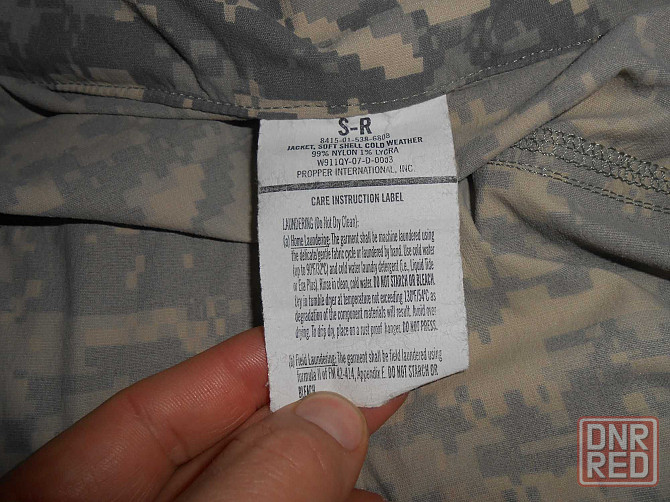 S-R
8415-01-538-6808
JACKET, SOFT SHELL COLD WEATHER
99% NYLON 1% LYCRA
W911QY-07-D-0003
PROPPER INTERNATIONAL, INC.
CARE INSTRUCTION LABEL
LAUNDERING (Do Not Dry Clean):
(a) Home Laundering: The garment shall be machine laundered using
the delicate/gentle fabric cycle or laundered by hand. Use cold water
(up to 90°F/32°C) and cold water laundry detergent (i.e., Liquid Tide
or Era Plus). Rinse in clean, cold water. DO NOT STARCH OR BLEACH.
Dry in tumble dryer at temperature not exceeding 130°F/54°C as
degradation of the component materials will result. Avoid over
drying. To drip dry, place on a rust proof hanger. DO NOT PRESS.
(b) Field Laundering: The garment shall be field laundered using
formula II of FM 42-414, Appendix E. DO NOT STARCH OR
BLEACH
DNR
RED